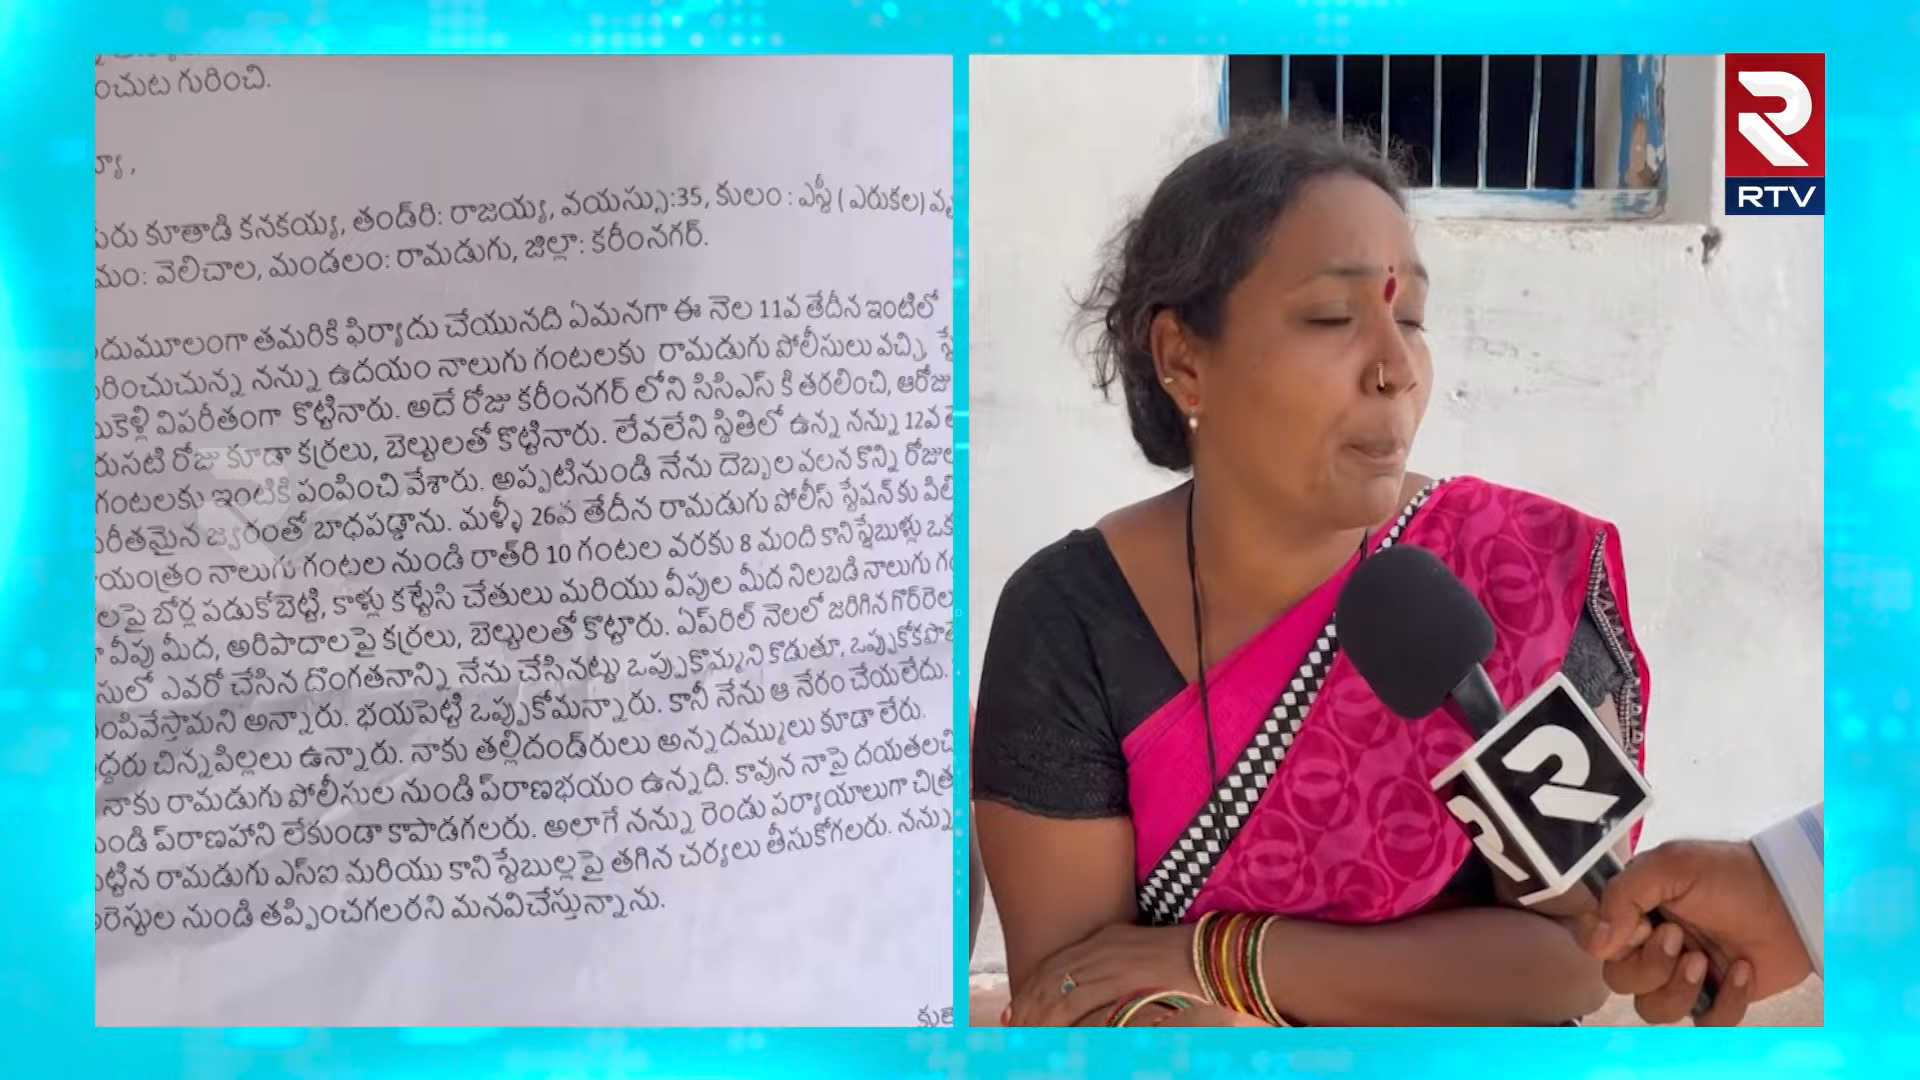 ంచుట గురించి.
కూతాడి కనకయ్య, తండ్రి: రాజయ్య, వయస్సు:35, కులం : ఎస్టీ ( ఎరుకల)
వెలిచాల, మండలం: రామడుగు, జిల్లా: కరీంనగర్.
దుమూలంగా తమరికి ఫిర్యాదు చేయునది ఏమనగా ఈ నెల 11వ తేదీన ఇంటిలో
రించుచున్న నన్ను ఉదయం నాలుగు గంటలకు రామడుగు పోలీసులు వచ్చి
కెళ్లి విపరీతంగా కొట్టినారు. అదే రోజు కరీంనగర్ లోని సిసిఎస్ కి తరలించి, ఆరోజు
రుసటి రోజు కూడా కర్రలు, బెల్టులతో కొట్టినారు. లేవలేని స్థితిలో ఉన్న నన్ను 12వ
గంటలకు ఇంటికి పంపించి వేశారు. అప్పటినుండి నేను దెబ్బల వలన కొన్ని రోజుల
రీతమైన జ్వరంతో బాధపడ్డాను. మళ్ళీ 26వ తేదీన రామడుగు పోలీస్ స్టేషన్ కు
యంత్రం నాలుగు గంటల నుండి రాత్రి 10 గంటల వరకు 8 మంది కానిస్టేబుళ్లు ఒక
లపై బోర్ల పడుకోబెట్టి, కాళ్లు కట్టేసి చేతులు మరియు వీపుల మీద నిలబడి నాలుగు
వీపు మీద, అరిపాదాలపై కర్రలు, బెల్టులతో కొట్టారు. ఏప్రిల్ నెలలో జరిగిన గొర్రెల
సులో ఎవరో చేసిన దొంగతనాన్ని నేను చేసినట్టు ఒప్పుకొమ్మని కొడుతూ, ఒప్పుకోకపోతే
ంపివేస్తామని అన్నారు. భయపెట్టి ఒప్పుకోమన్నారు. కానీ నేను ఆ నేరం చేయలేదు.
ద్దరు చిన్నపిల్లలు ఉన్నారు. నాకు తల్లిదండ్రులు అన్నదమ్ములు కూడా లేరు.
నాకు రామడుగు పోలీసుల నుండి ప్రాణభయం ఉన్నది. కావున నాపై దయతలచి
ండి ప్రాణహాని లేకుండా కాపాడగలరు. అలాగే నన్ను రెండు పర్యాయాలుగా చిత్ర
ట్టిన రామడుగు ఎస్ఐ మరియు కానిస్టేబుల్లపై తగిన చర్యలు తీసుకోగలరు. నన్ను
రెస్టుల నుండి తప్పించగలరని మనవిచేస్తున్నాను.
RTV